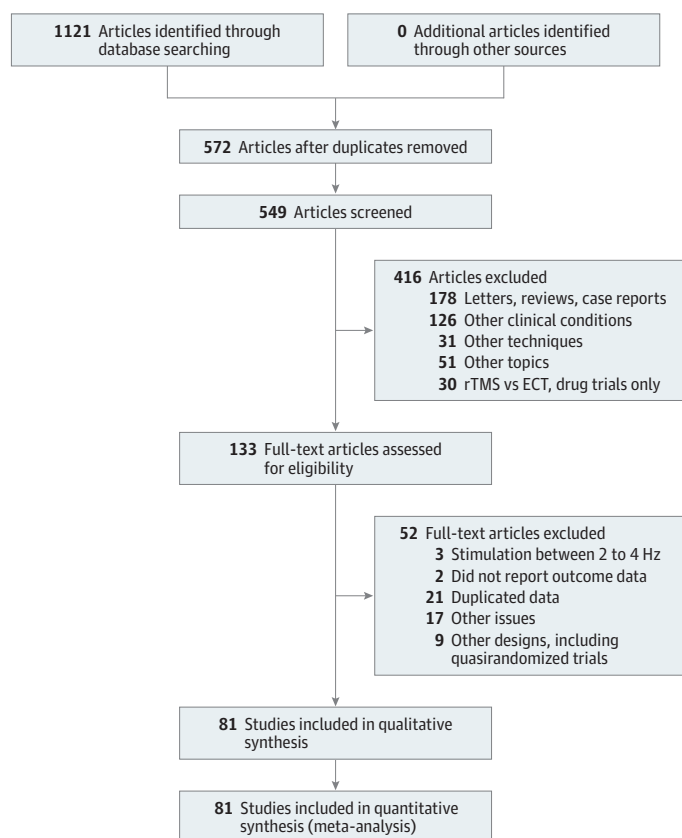 1121 Articles identified through
database searching
0 Additional articles identified
through other sources
572 Articles after duplicates removed
549 Articles screened
416 Articles excluded
178 Letters, reviews, case reports
126 Other clinical conditions
31 Other techniques
51 Other topics
30 rTMS vs ECT, drug trials only
133 Full-text articles assessed
for eligibility
52 Full-text articles excluded
3 Stimulation between 2 to 4 Hz
2 Did not report outcome data
21 Duplicated data
17 Other issues
9 Other designs, including
quasirandomized trials
81 Studies included in qualitative
synthesis
81 Studies included in quantitative
synthesis (meta-analysis)